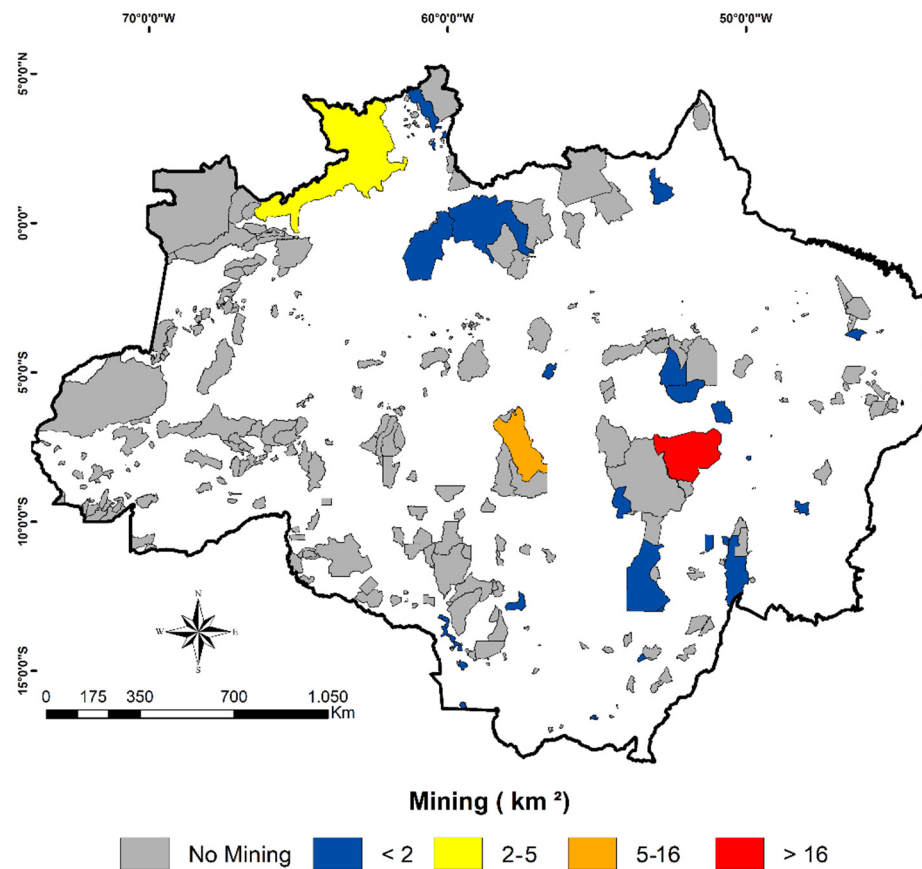 70°0'0"W 60°0'0"W 50°0'0"W
5°0'0"N
0°0'0"
5°0'0"S
10°0'0"S
15°0'0"S
N
W E
S
0 175 350 700 1.050
Km
Mining ( km ²)
No Mining < 2 2-5 5-16 > 16